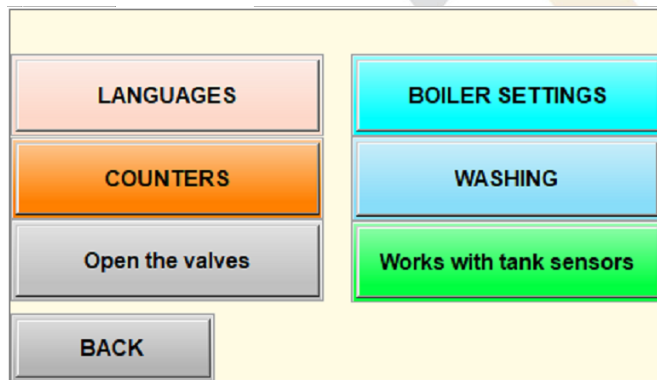 LANGUAGES
BOILER SETTINGS
COUNTERS
WASHING
Open the valves
Works with tank sensors
BACK